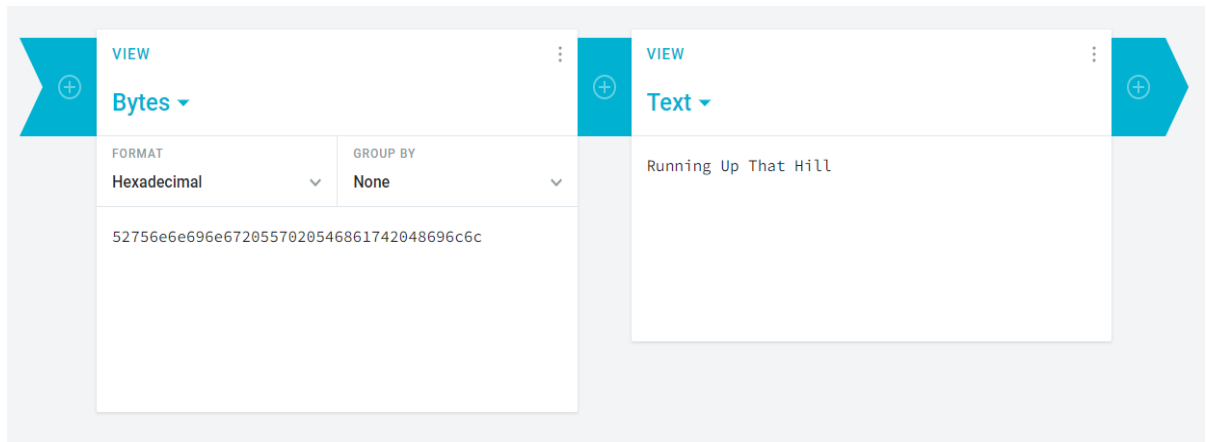 VIEW
Bytes
FORMAT
Hexadecimal
GROUP BY
None
52756e6e696e6720557020546861742048696c6c
VIEW
Text
Running Up That Hill